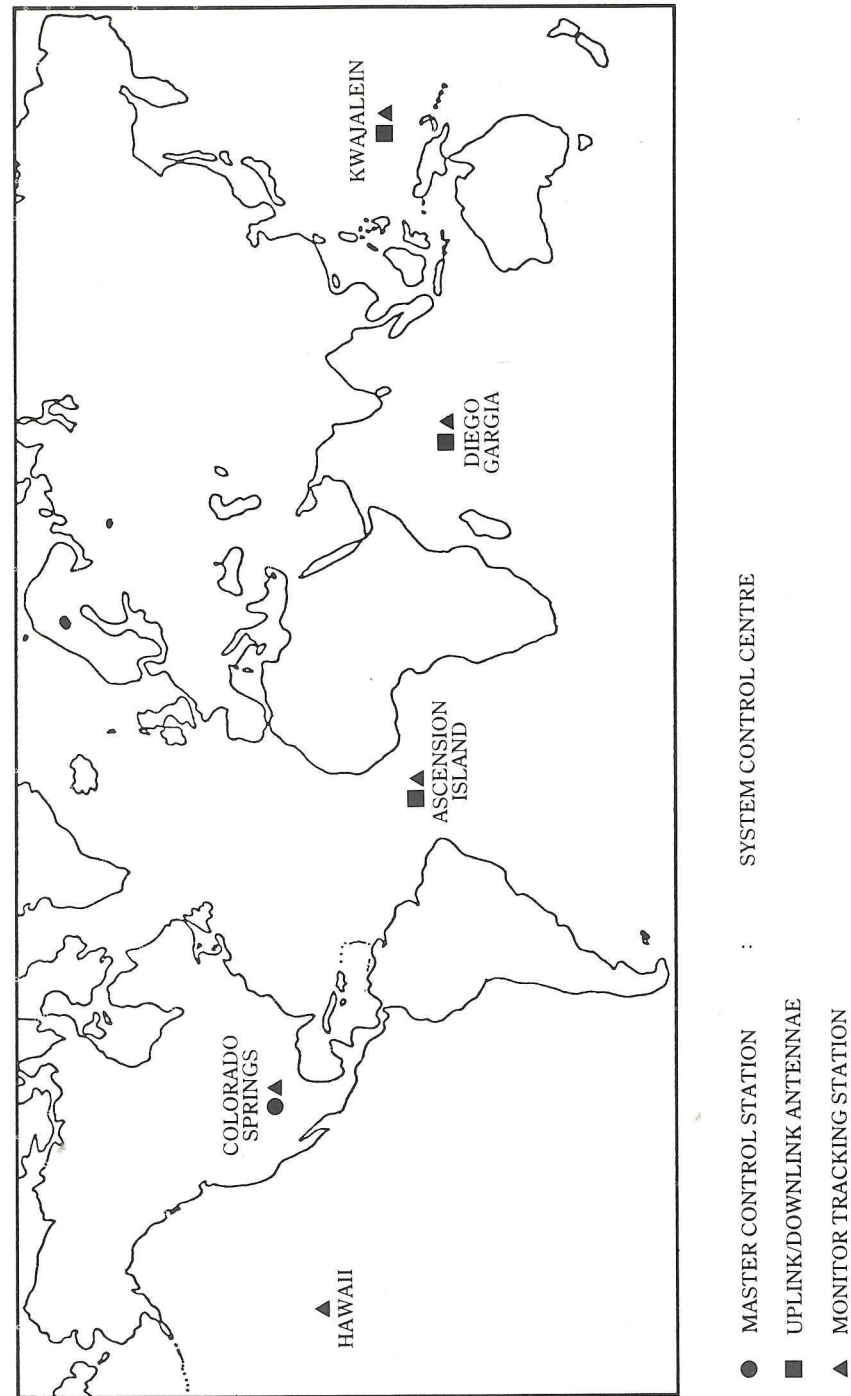 HAWAII
COLORADO
SPRINGS
ASCENSION
ISLAND
DIEGO
GARGIA
KWAJALEIN
MASTER CONTROL STATION : SYSTEM CONTROL CENTRE
UPLINK/DOWNLINK ANTENNAE
MONITOR TRACKING STATION